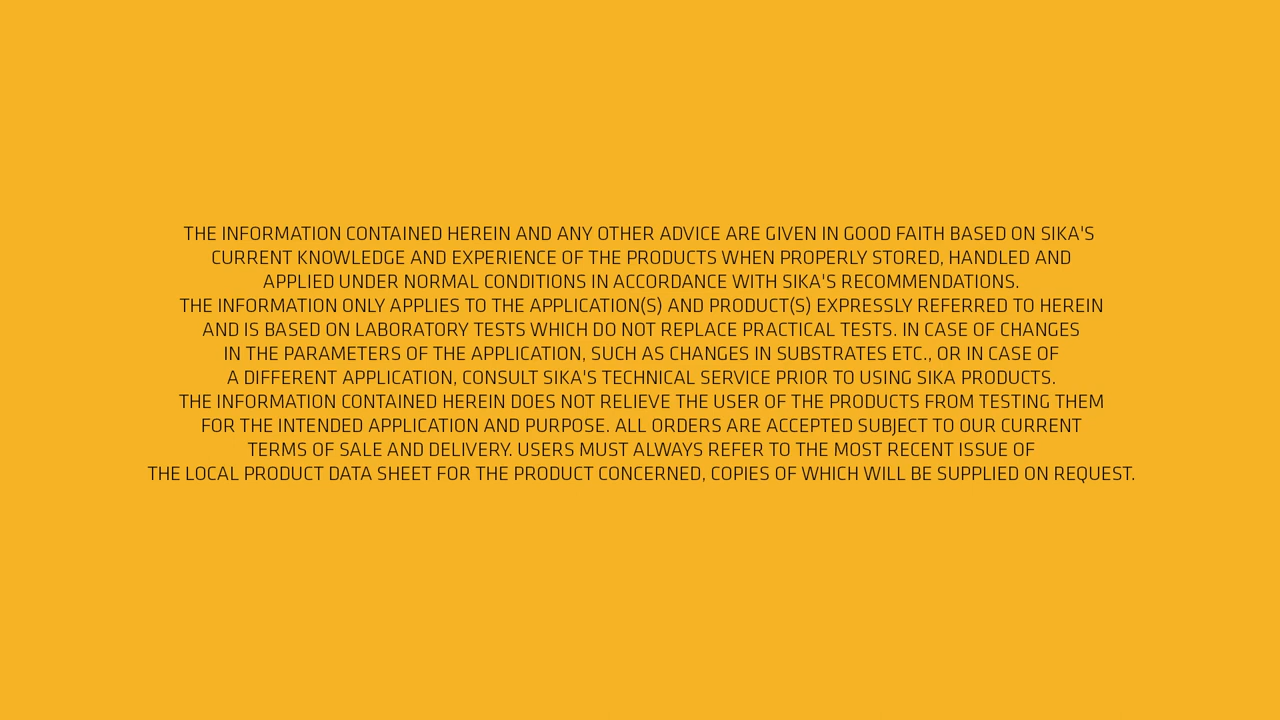 THE INFORMATION CONTAINED HEREIN AND ANY OTHER ADVICE ARE GIVEN IN GOOD FAITH BASED ON SIKA'S
CURRENT KNOWLEDGE AND EXPERIENCE OF THE PRODUCTS WHEN PROPERLY STORED, HANDLED AND
APPLIED UNDER NORMAL CONDITIONS IN ACCORDANCE WITH SIKA'S RECOMMENDATIONS.
THE INFORMATION ONLY APPLIES TO THE APPLICATION(S) AND PRODUCT(S) EXPRESSLY REFERRED TO HEREIN
AND IS BASED ON LABORATORY TESTS WHICH DO NOT REPLACE PRACTICAL TESTS. IN CASE OF CHANGES
IN THE PARAMETERS OF THE APPLICATION, SUCH AS CHANGES IN SUBSTRATES ETC., OR IN CASE OF
A DIFFERENT APPLICATION, CONSULT SIKA'S TECHNICAL SERVICE PRIOR TO USING SIKA PRODUCTS.
THE INFORMATION CONTAINED HEREIN DOES NOT RELIEVE THE USER OF THE PRODUCTS FROM TESTING THEM
FOR THE INTENDED APPLICATION AND PURPOSE. ALL ORDERS ARE ACCEPTED SUBJECT TO OUR CURRENT
TERMS OF SALE AND DELIVERY. USERS MUST ALWAYS REFER TO THE MOST RECENT ISSUE OF
THE LOCAL PRODUCT DATA SHEET FOR THE PRODUCT CONCERNED, COPIES OF WHICH WILL BE SUPPLIED ON REQUEST.